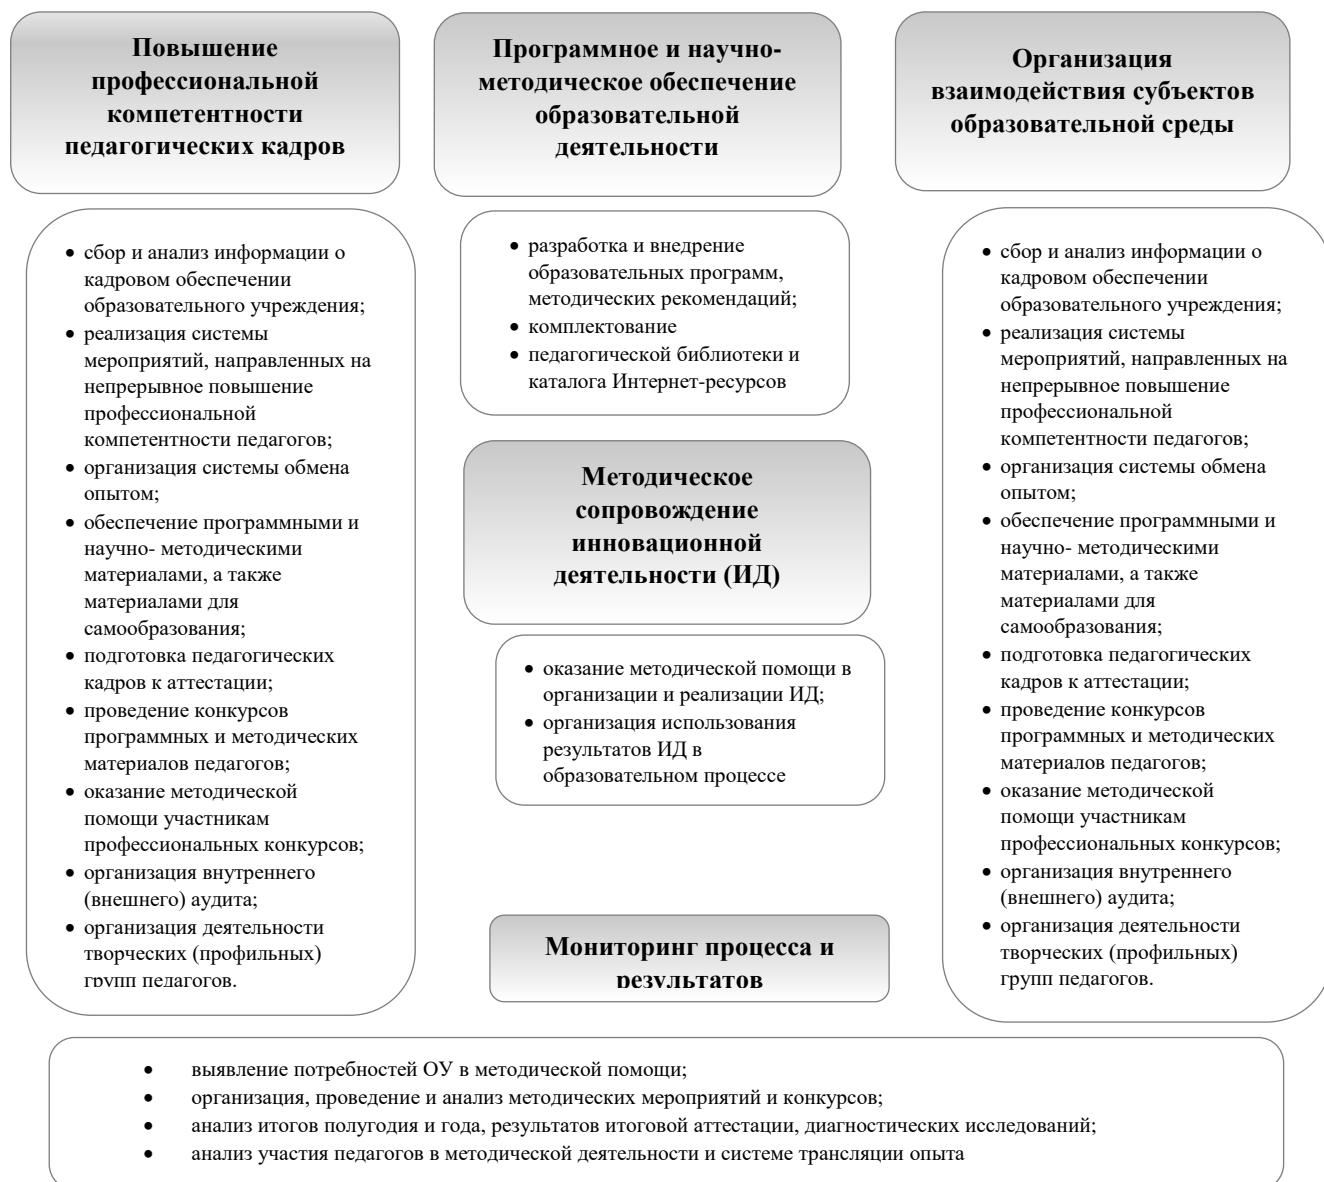 Повышение
профессиональной
компетентности
педагогических кадров
Программное и научно-
методическое обеспечение
образовательной
деятельности
Организация
взаимодействия субъектов
образовательной среды
• сбор и анализ информации о
кадровом обеспечении
образовательного учреждения;
• реализация системы
мероприятий, направленных на
непрерывное повышение
профессиональной
компетентности педагогов;
• организация системы обмена
опытом;
• обеспечение программными и
научно- методическими
материалами, а также
материалами для
самообразования;
• подготовка педагогических
кадров к аттестации;
• проведение конкурсов
программных и методических
материалов педагогов;
• оказание методической
помощи участникам
профессиональных конкурсов;
• организация внутреннего
(внешнего) аудита;
• организация деятельности
творческих (профильных)
групп педагогов.
• разработка и внедрение
образовательных программ,
методических рекомендаций;
• комплектование
• педагогической библиотеки и
каталога Интернет-ресурсов
Методическое
сопровождение
инновационной
деятельности (ИД)
• оказание методической помощи в
организации и реализации ИД;
• организация использования
результатов ИД в
образовательном процессе
Мониторинг процесса и
результатов
• сбор и анализ информации о
кадровом обеспечении
образовательного учреждения;
• реализация системы
мероприятий, направленных на
непрерывное повышение
профессиональной
компетентности педагогов;
• организация системы обмена
опытом;
• обеспечение программными и
научно- методическими
материалами, а также
материалами для
самообразования;
• подготовка педагогических
кадров к аттестации;
• проведение конкурсов
программных и методических
материалов педагогов;
• оказание методической
помощи участникам
профессиональных конкурсов;
• организация внутреннего
(внешнего) аудита;
• организация деятельности
творческих (профильных)
групп педагогов.
• выявление потребностей ОУ в методической помощи;
• организация, проведение и анализ методических мероприятий и конкурсов;
• анализ итогов полугодия и года, результатов итоговой аттестации, диагностических исследований;
• анализ участия педагогов в методической деятельности и системе трансляции опыта